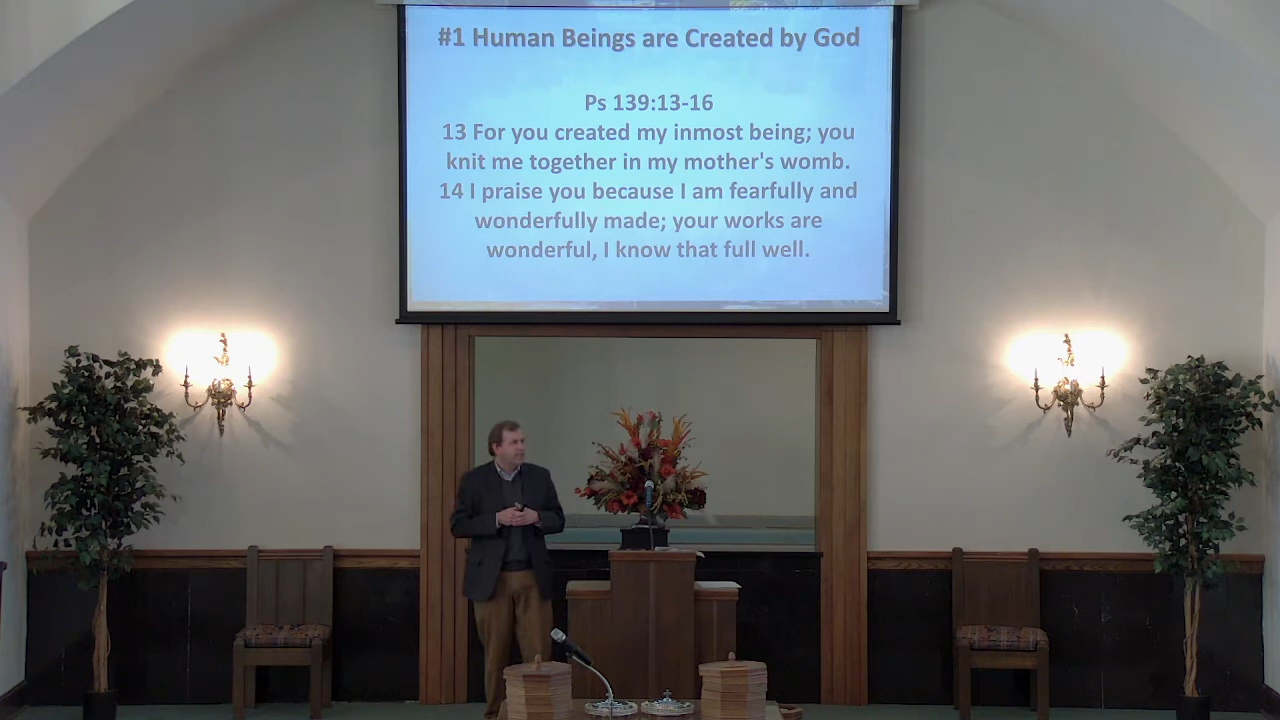 #1 Human Beings are Created by God
Ps 139:13-16
13 For you created my inmost being; you
knit me together in my mother's womb.
14 I praise you because I am fearfully and
wonderfully made; your works are
wonderful, I know that full well.